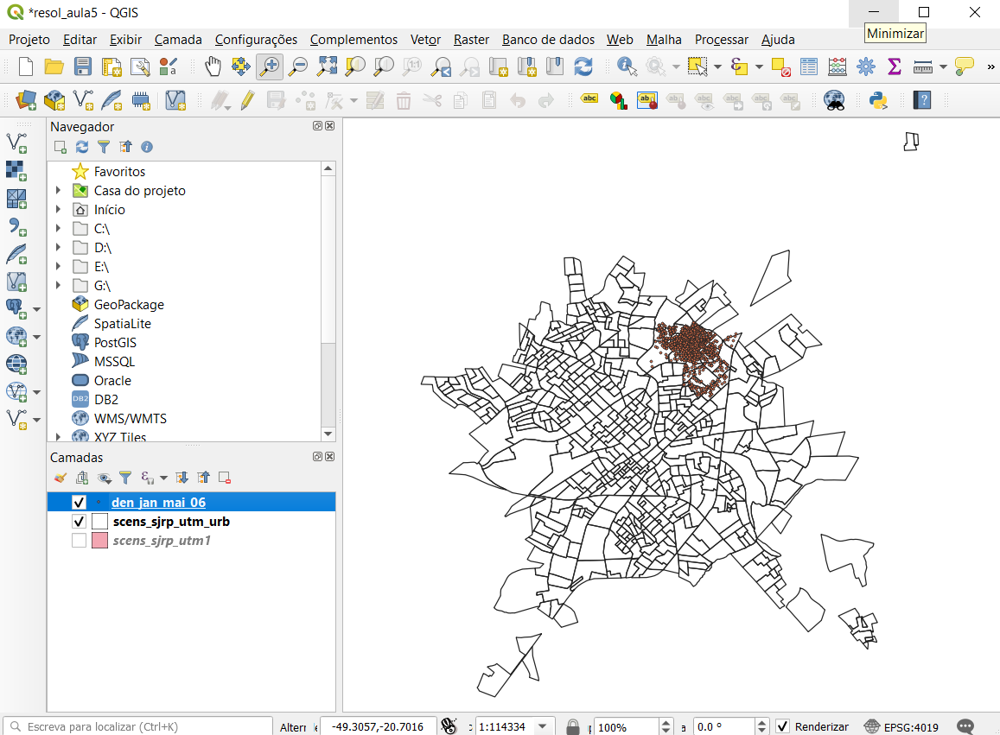 *resol_aula5 - QGIS
Minimizar
Projeto Editar Exibir Camada Configurações Complementos Vetor Raster Banco de dados Web Malha Processar Ajuda
Navegador
Favoritos
Casa do projeto
Início
C:\
D:\
E:\
G:\
GeoPackage
SpatiaLite
PostGIS
MSSQL
Oracle
DB2
WMS/WMTS
XYZ Tiles
Camadas
den_jan_mai_06
scens_sjrp_utm_urb
scens_sjrp_utm1
Escreva para localizar (Ctrl+K) Altern -49.3057,-20.7016 1:114334 100% a 0.0 ° Renderizar EPSG:4019